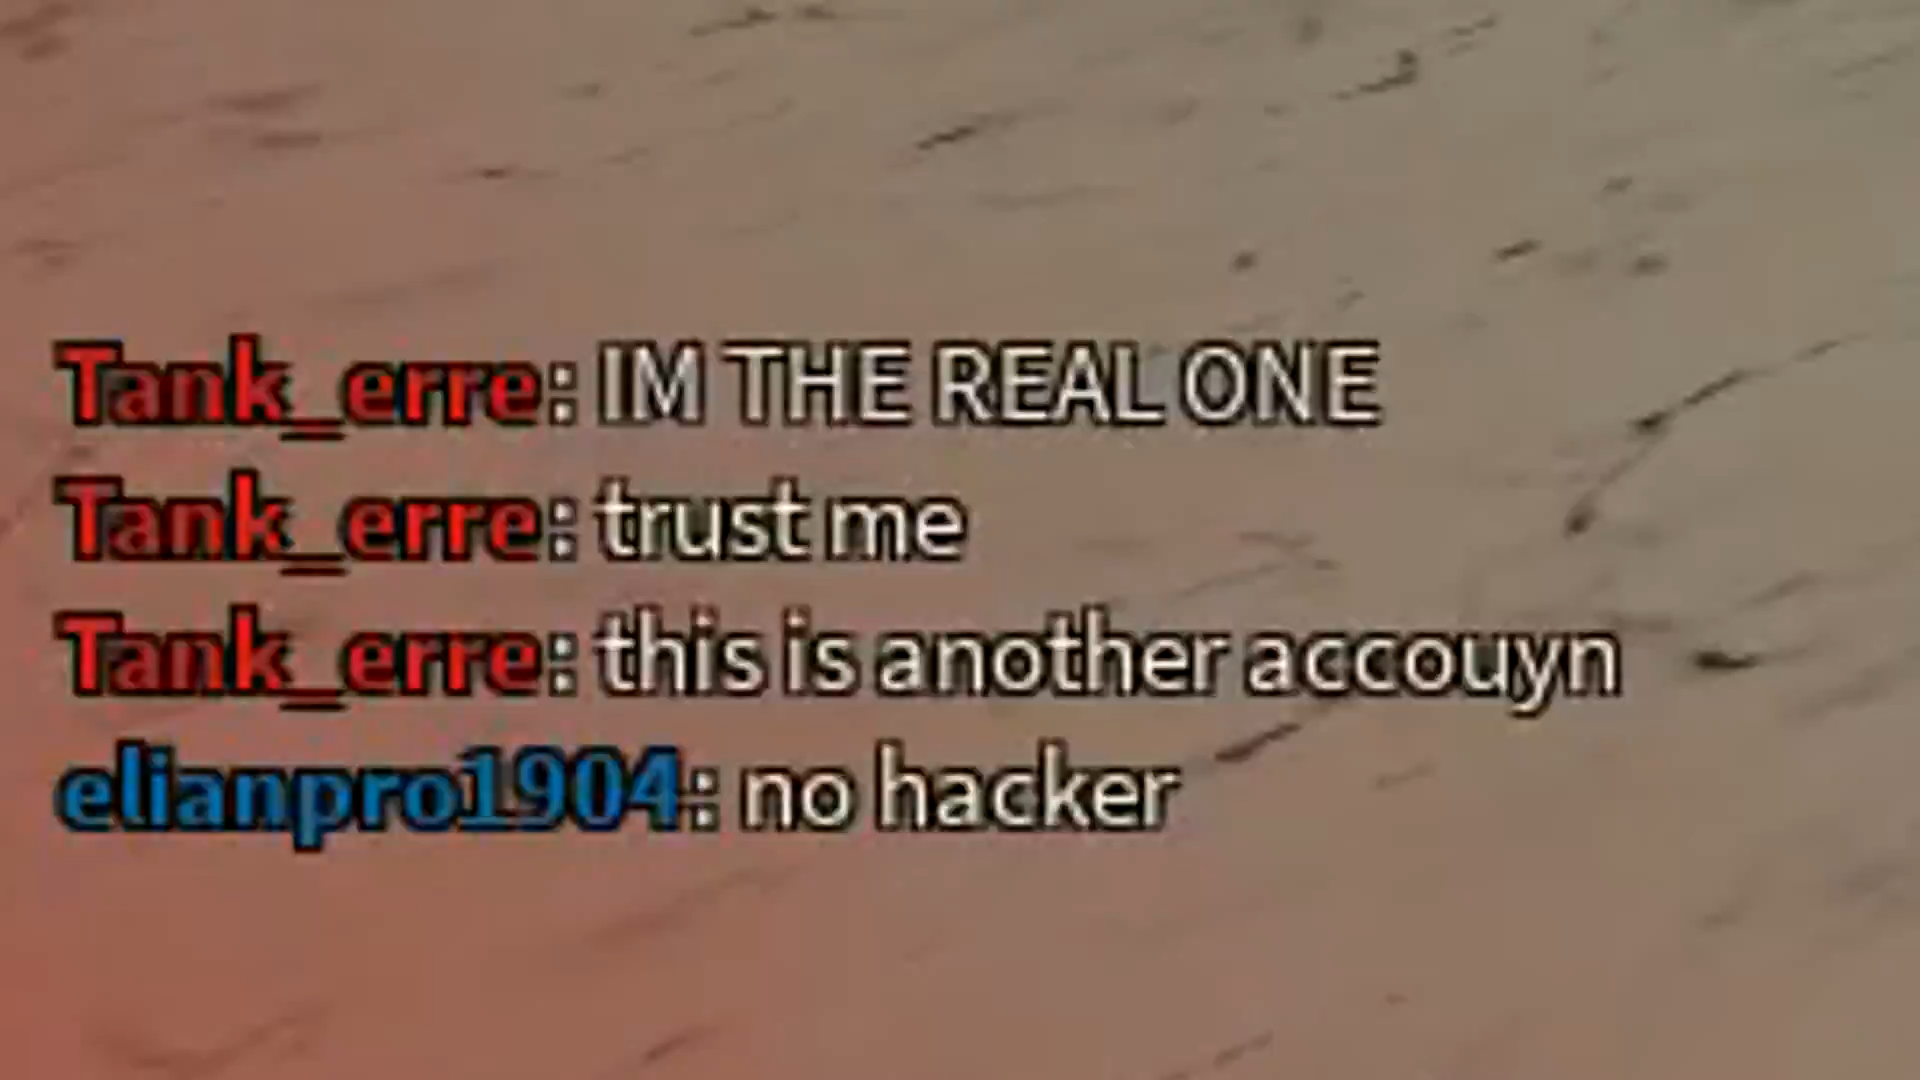 Tank_erre: IM THE REAL ONE
Tank_erre: trust me
Tank_erre: this is another accouyn
elianpro1904: no hacker